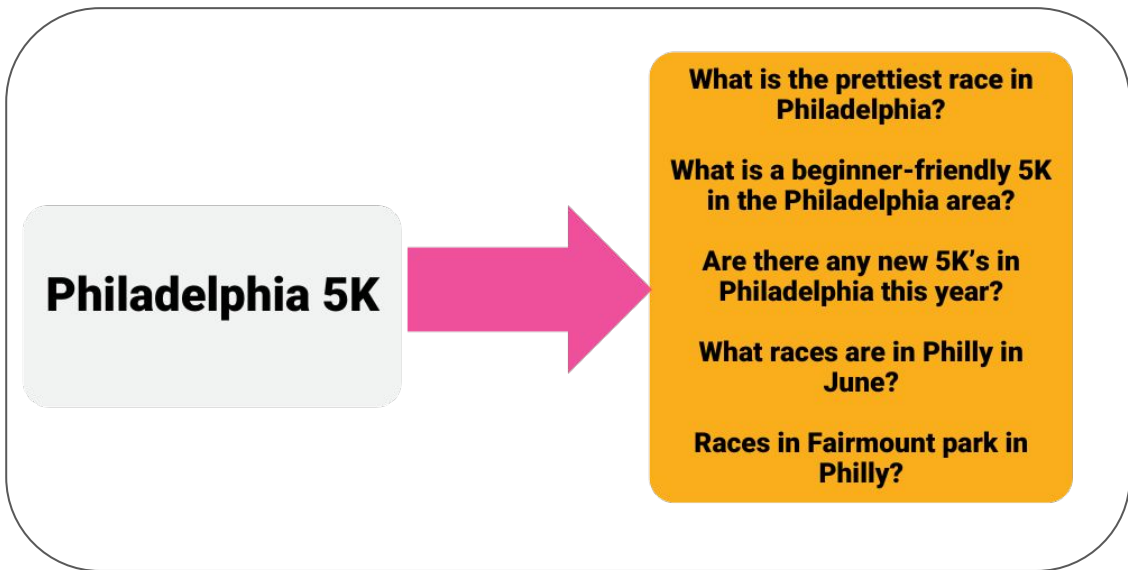 Philadelphia 5K
What is the prettiest race in
Philadelphia?
What is a beginner-friendly 5K
in the Philadelphia area?
Are there any new 5K’s in
Philadelphia this year?
What races are in Philly in
June?
Races in Fairmount park in
Philly?